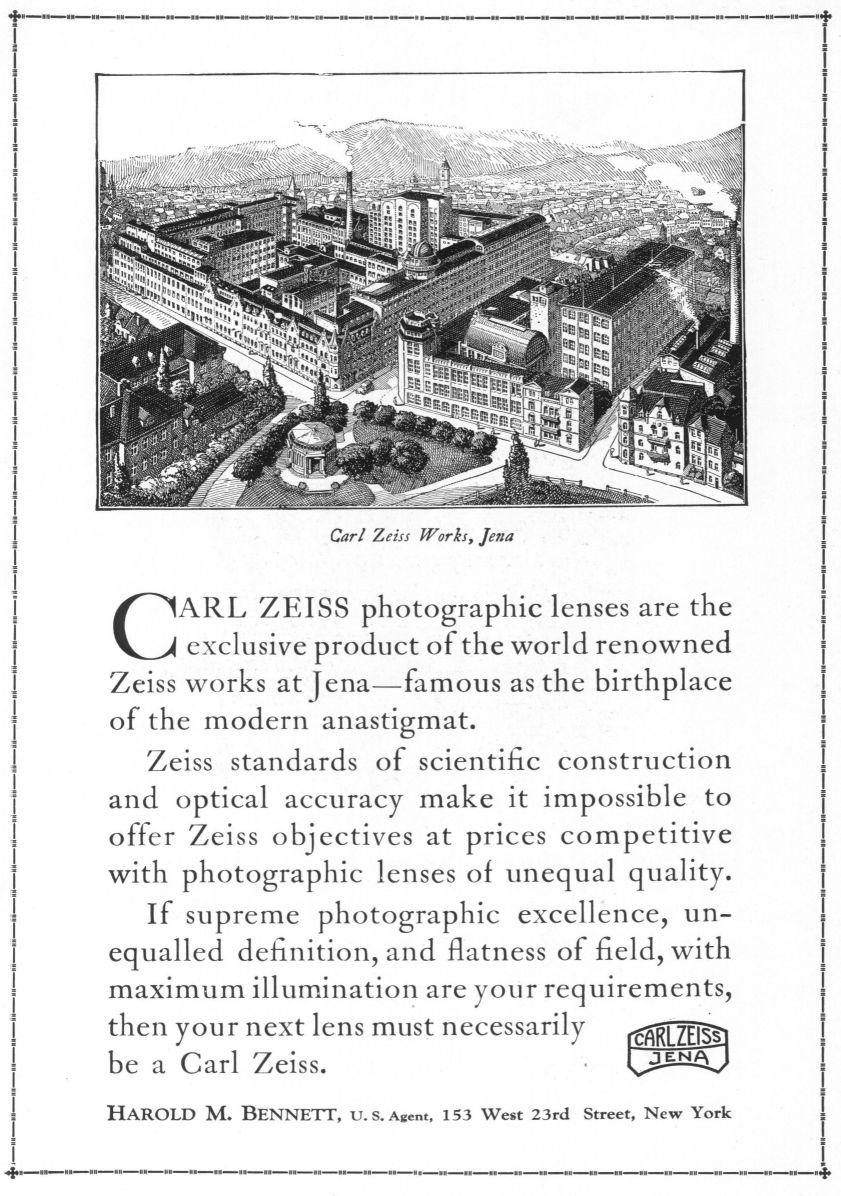 Carl Zeiss Works, Jena
CARL ZEISS photographic lenses are the
exclusive product of the world renowned
Zeiss works at Jena—famous as the birthplace
of the modern anastigmat.
Zeiss standards of scientific construction
and optical accuracy make it impossible to
offer Zeiss objectives at prices competitive
with photographic lenses of unequal quality.
If supreme photographic excellence, un-
equalled definition, and flatness of field, with
maximum illumination are your requirements,
then your next lens must necessarily
be a Carl Zeiss.
CARL ZEISS
JENA
HAROLD M. BENNETT, U. S. Agent, 153 West 23rd Street, New York